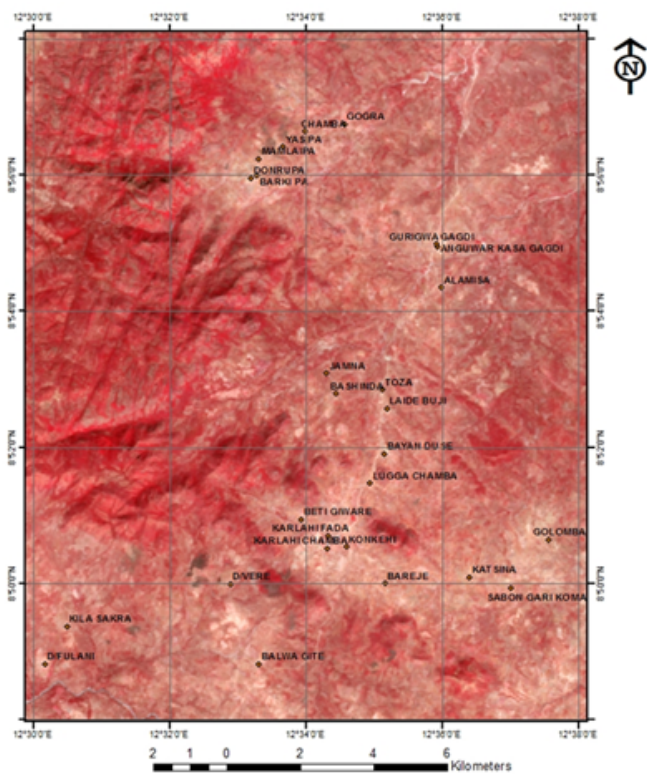 12°30'0"E 12°32'0"E 12°34'0"E 12°36'0"E 12°38'0"E
N
GOGRA
CHAMBA
YASIPA
DONRUPA
BARKI PA
8°56'0"N 8°56'0"N
GURIGWA GAGDI
ANGUWAR KASA GAGDI
ALAMISA
8°54'0"N 8°54'0"N
JAMNA
TOZA
BASHINDA
LAIDE BUJI
8°52'0"N 8°52'0"N
BAYAN DUSE
LUGGA CHAMBA
BETI GIWARE
KARLAHI FADA
GOLOMBA
KARLAHI CHAMBA KONKEHI
KATSINA
DIVERE
BAREJE
8°50'0"N 8°50'0"N
SABON GARI KOMA
KILA SAKRA
DIFULANI
BALWA GITE
12°30'0"E 12°32'0"E 12°34'0"E 12°36'0"E 12°38'0"E
2 1 0 2 4 6
Kilometers